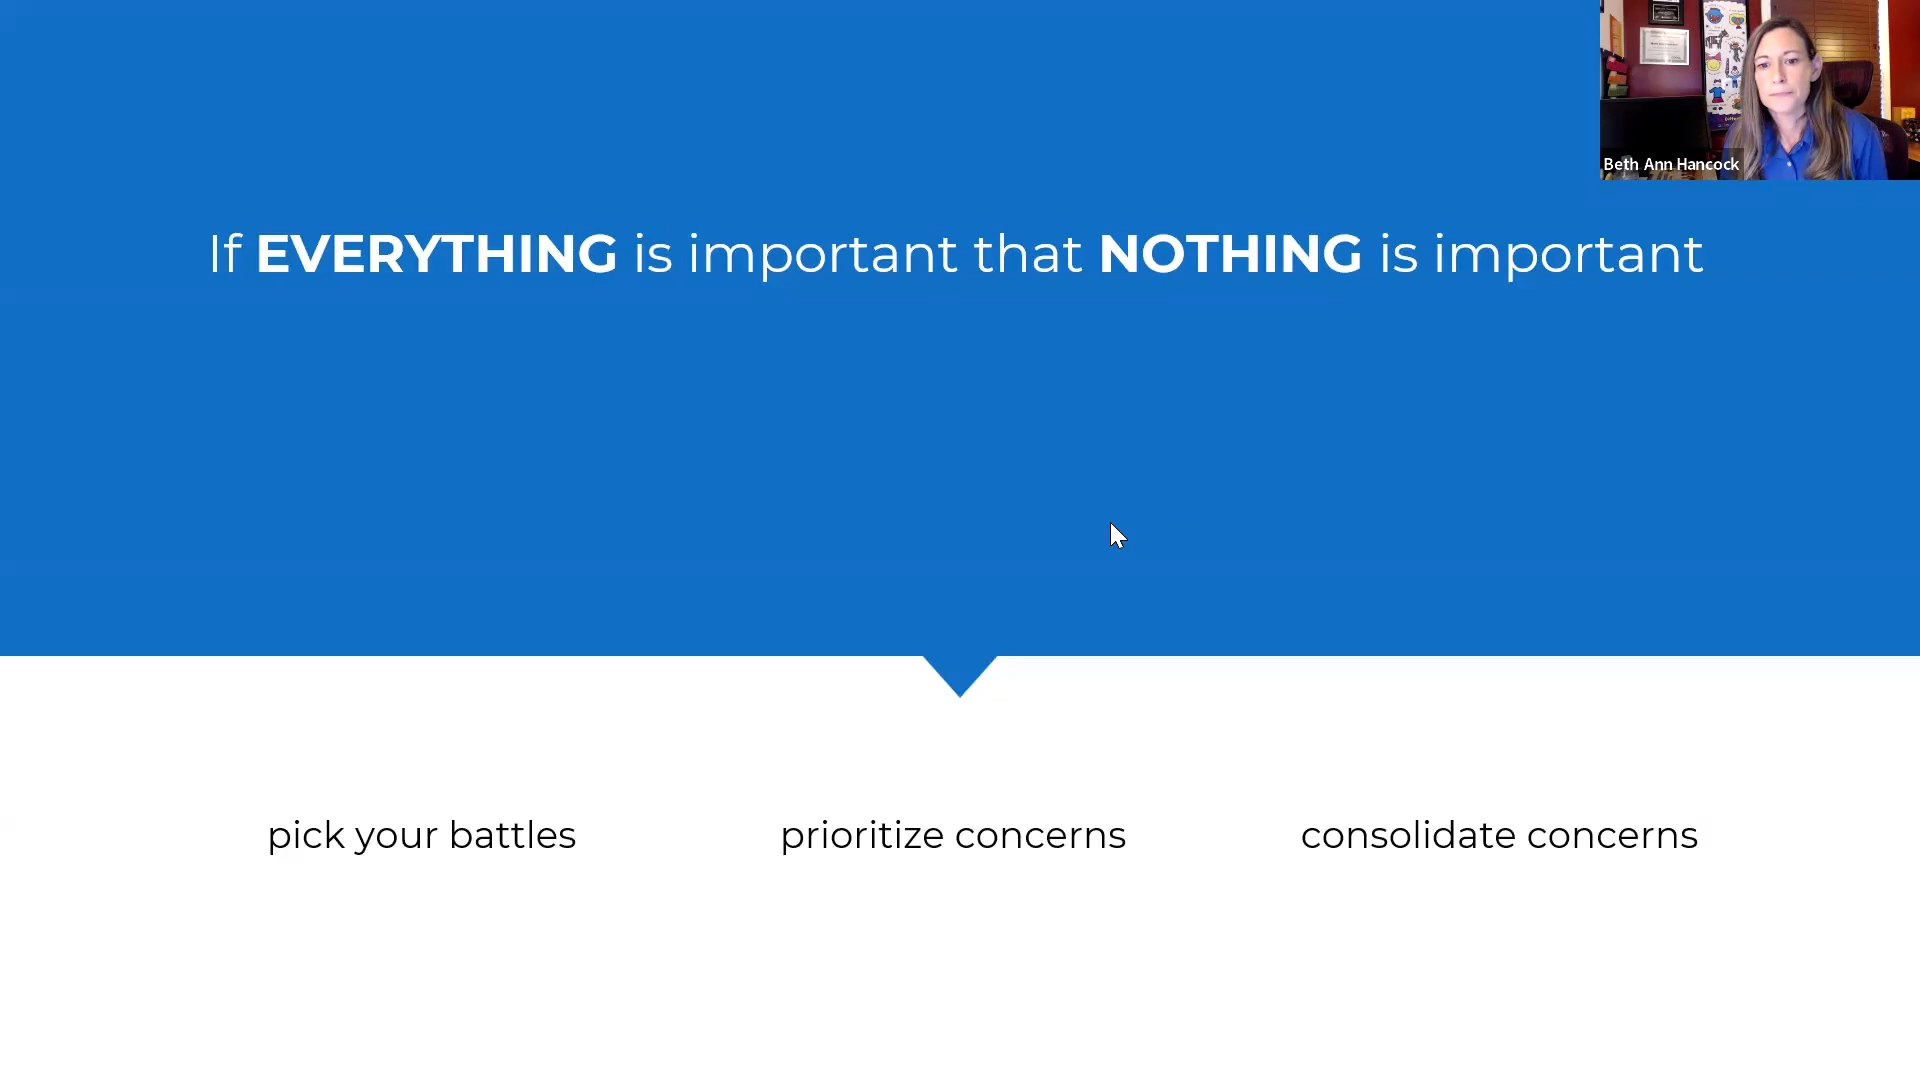 Beth Ann Hancock
If EVERYTHING is important that NOTHING is important
pick your battles
prioritize concerns
consolidate concerns